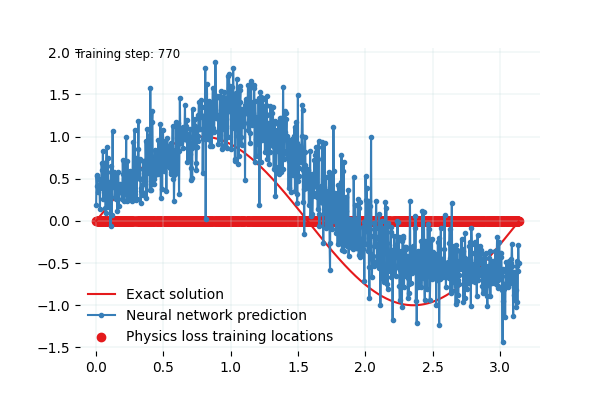 Training step: 770
2.0
1.5
1.0
0.5
0.0
−0.5
−1.0
−1.5
Exact solution
Neural network prediction
Physics loss training locations
0.0 0.5 1.0 1.5 2.0 2.5 3.0